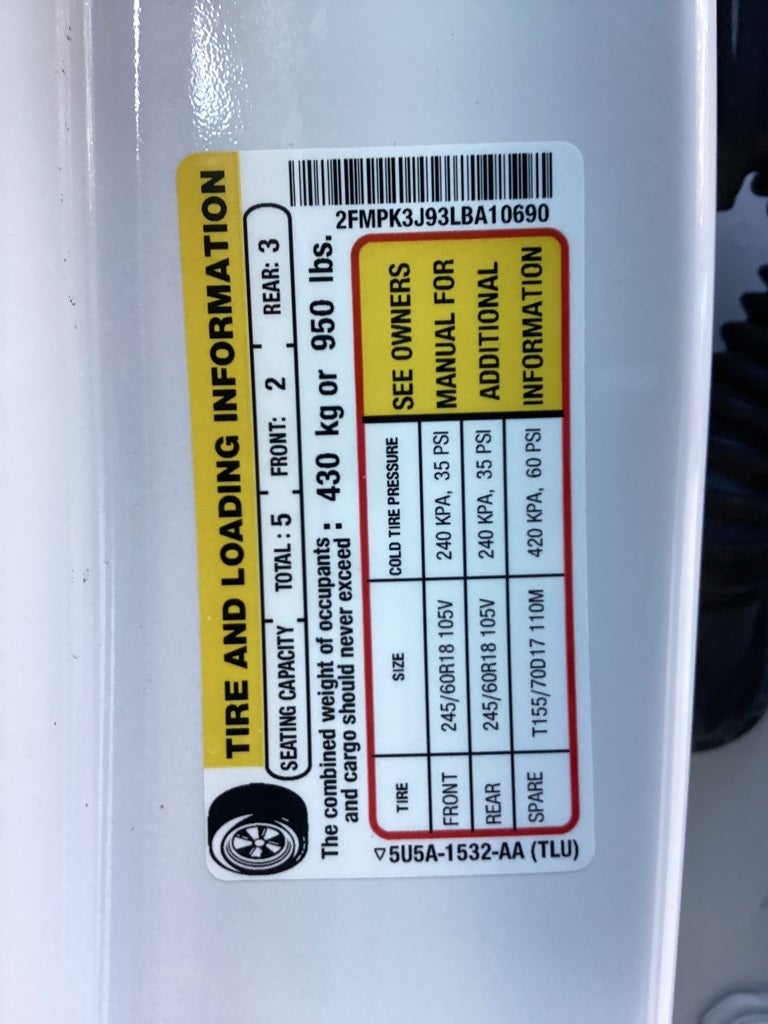 TIRE AND LOADING INFORMATION
SEATING CAPACITY TOTAL : 5 FRONT: 2 REAR: 3
The combined weight of occupants : 430 kg or 950 lbs.
and cargo should never exceed :
2FMPK3J93LBA10690
TIRE SIZE COLD TIRE PRESSURE
FRONT 245/60R18 105V 240 KPA, 35 PSI
REAR 245/60R18 105V 240 KPA, 35 PSI
SPARE T155/70D17 110M 420 KPA, 60 PSI
SEE OWNERS
MANUAL FOR
ADDITIONAL
INFORMATION
▽5U5A-1532-AA (TLU)